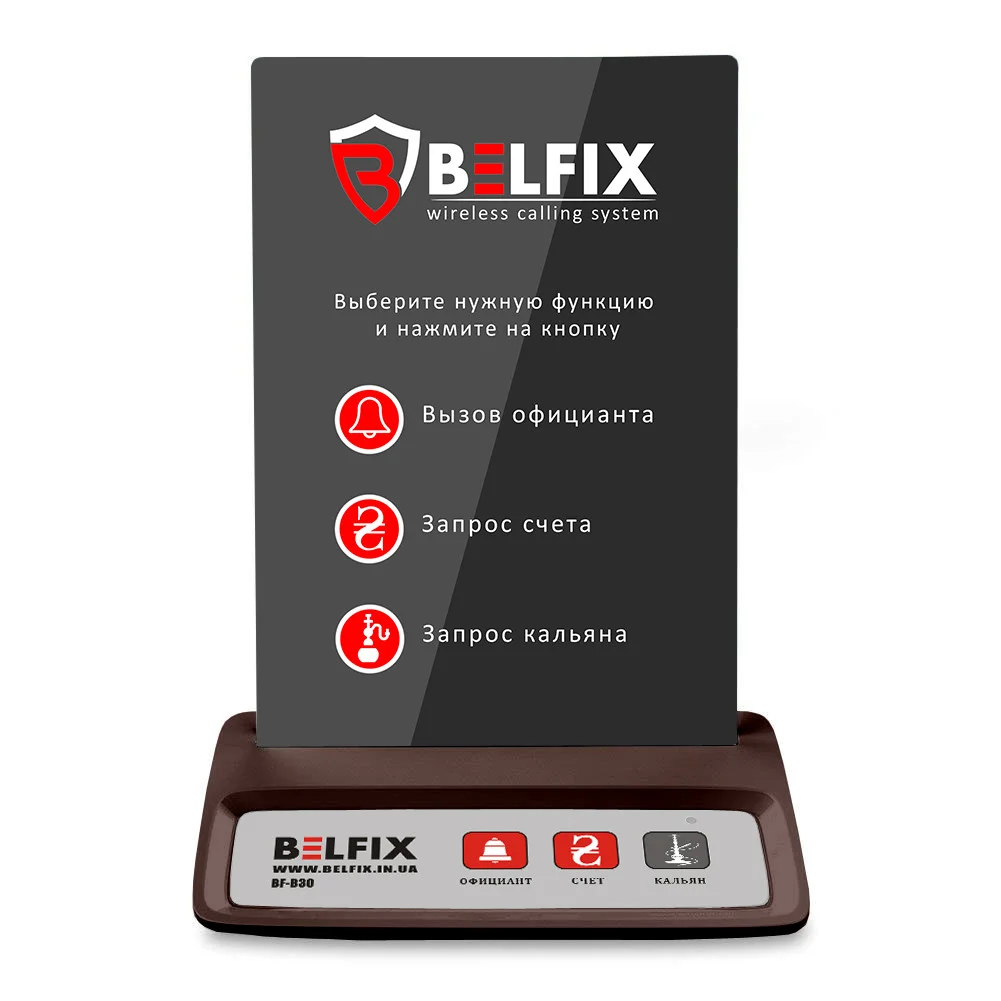 BELFIX
wireless calling system
Выберите нужную функцию
и нажмите на кнопку
Вызов официанта
Запрос счета
Запрос кальяна
BELFIX
WWW.BELFIX.IN.UA
BF-B30
ОФИЦИАНТ
СЧЕТ
КАЛЬЯН